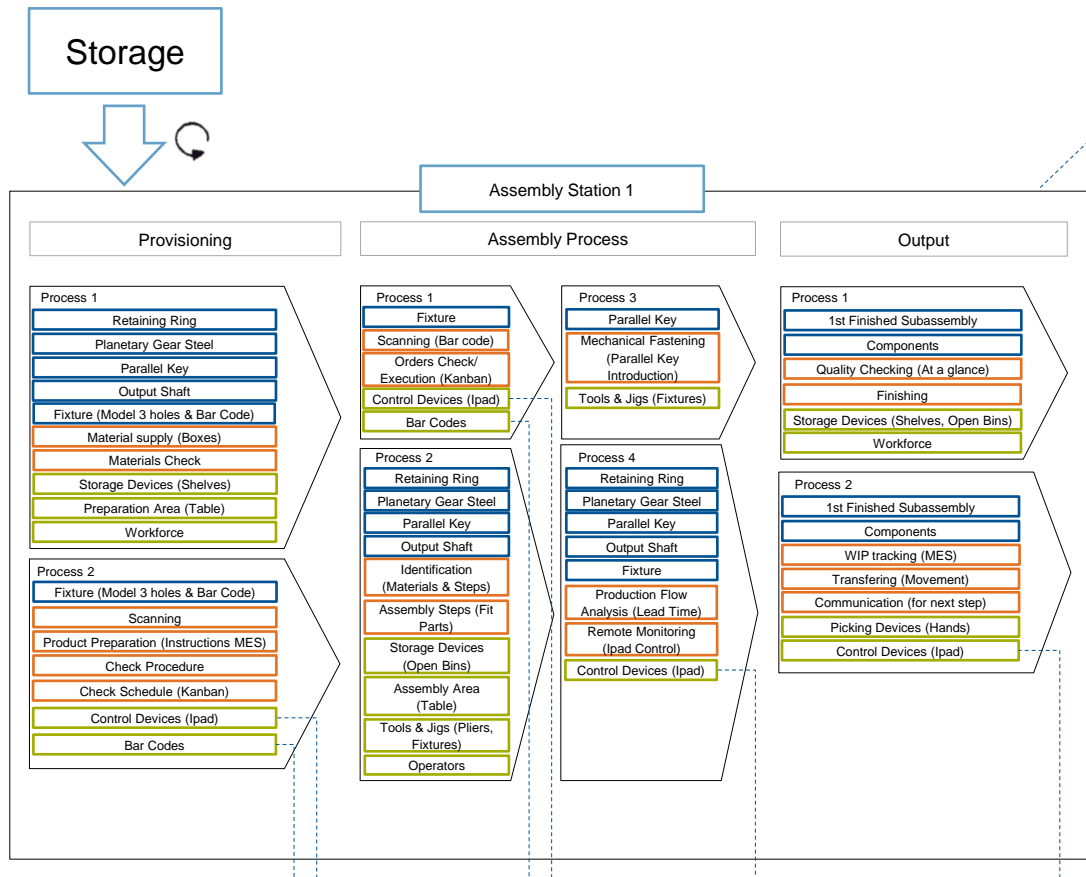 Storage
Assembly Station 1
Provisioning
Assembly Process
Output
Process 1
Retaining Ring
Planetary Gear Steel
Parallel Key
Output Shaft
Fixture (Model 3 holes & Bar Code)
Material supply (Boxes)
Materials Check
Storage Devices (Shelves)
Preparation Area (Table)
Workforce
Process 2
Fixture (Model 3 holes & Bar Code)
Scanning
Product Preparation (Instructions MES)
Check Procedure
Check Schedule (Kanban)
Control Devices (Ipad)
Bar Codes
Process 1
Fixture
Scanning (Bar code)
Orders Check/
Execution (Kanban)
Control Devices (Ipad)
Bar Codes
Process 2
Retaining Ring
Planetary Gear Steel
Parallel Key
Output Shaft
Identification
(Materials & Steps)
Assembly Steps (Fit
Parts)
Storage Devices
(Open Bins)
Assembly Area
(Table)
Tools & Jigs (Pliers,
Fixtures)
Operators
Process 3
Parallel Key
Mechanical Fastening
(Parallel Key
Introduction)
Tools & Jigs (Fixtures)
Process 4
Retaining Ring
Planetary Gear Steel
Parallel Key
Output Shaft
Fixture
Production Flow
Analysis (Lead Time)
Remote Monitoring
(Ipad Control)
Control Devices (Ipad)
Process 1
1st Finished Subassembly
Components
Quality Checking (At a glance)
Finishing
Storage Devices (Shelves, Open Bins)
Workforce
Process 2
1st Finished Subassembly
Components
WIP tracking (MES)
Transfering (Movement)
Communication (for next step)
Picking Devices (Hands)
Control Devices (Ipad)